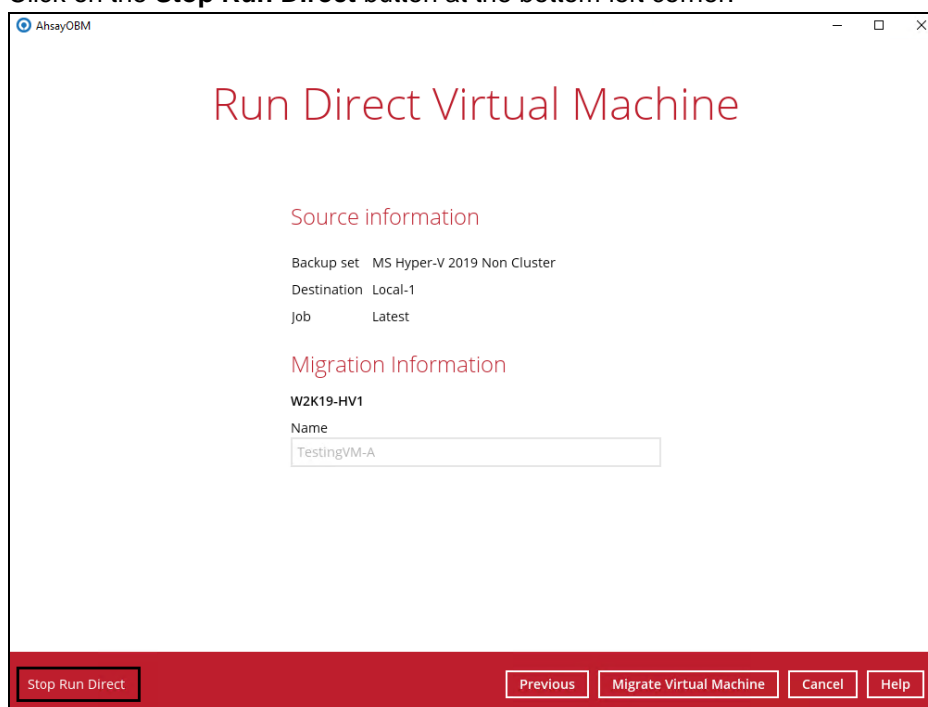 Click on the Stop Run Direct button at the bottom left corner.
AhsayOBM
Run Direct Virtual Machine
Source information
Backup set MS Hyper-V 2019 Non Cluster
Destination Local-1
Job Latest
Migration Information
W2K19-HV1
Name
TestingVM-A
Stop Run Direct Previous Migrate Virtual Machine Cancel Help